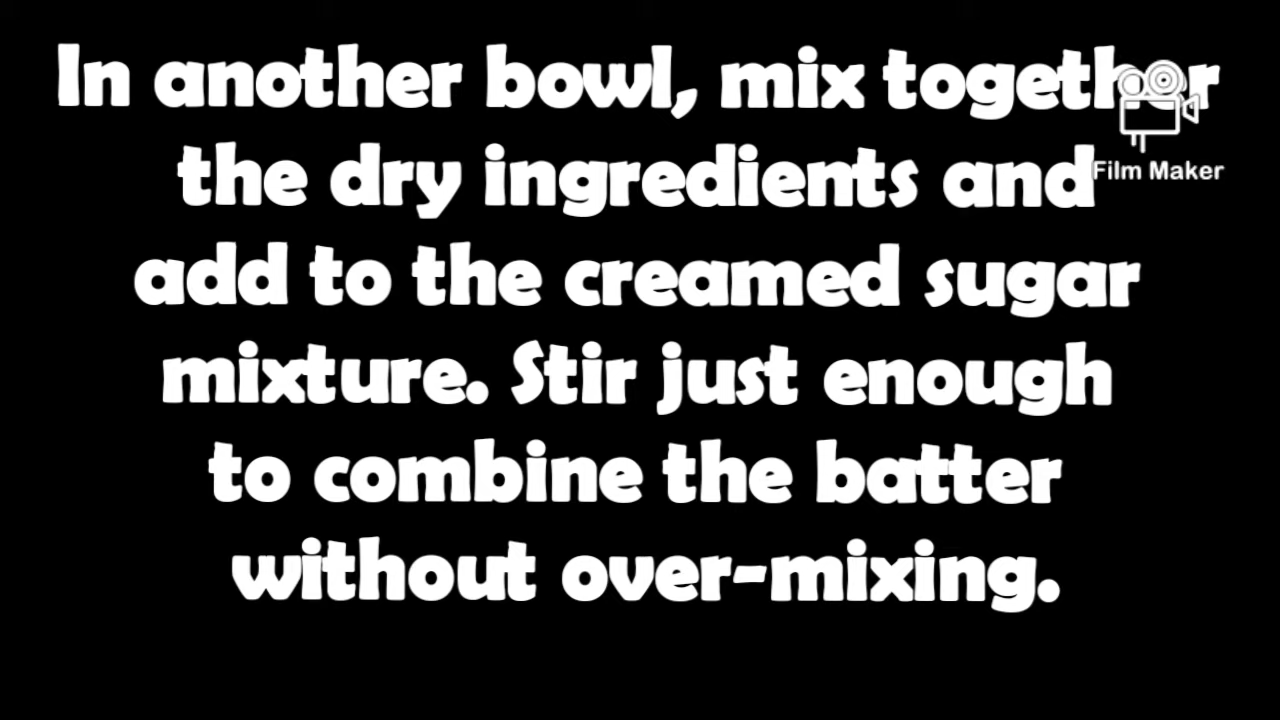 In another bowl, mix together
the dry ingredients and
Film Maker
add to the creamed sugar
mixture. Stir just enough
to combine the batter
without over-mixing.